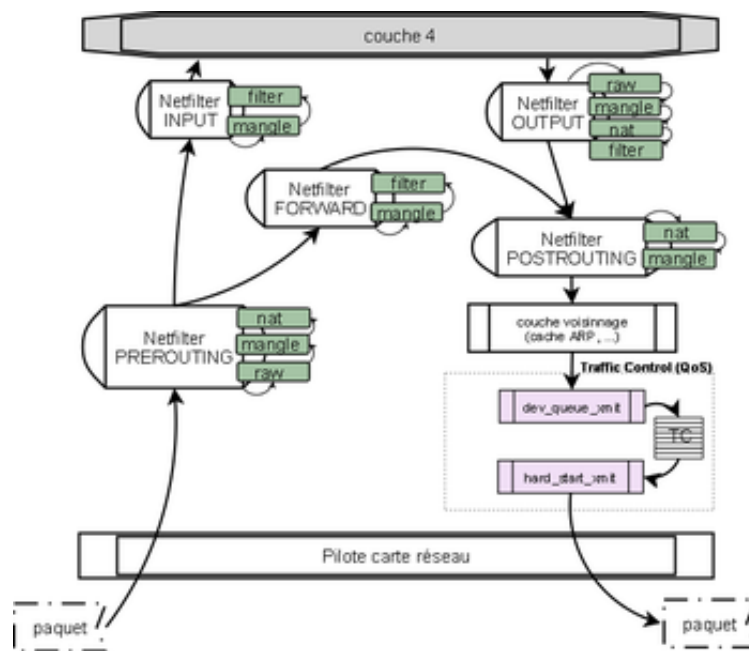 couche 4
Netfilter
INPUT
filter
mangle
Netfilter
OUTPUT
raw
mangle
nat
filter
Netfilter
FORWARD
filter
mangle
Netfilter
POSTROUTING
nat
mangle
Netfilter
PREROUTING
nat
mangle
raw
couche voisinnage
(cache ARP , ...)
Traffic Control (QoS)
dev_queue_xmit
TC
hard_start_xmit
Pilote carte réseau
paquet
paquet